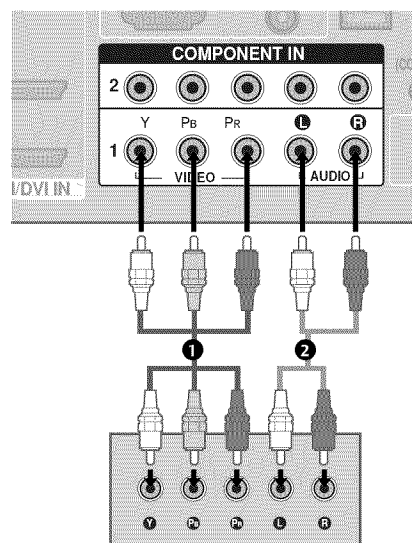 COMPONENT IN
2
Y PB PR L R
1
VIDEO AUDIO
/DVI IN
1 2
Y PB PR L R